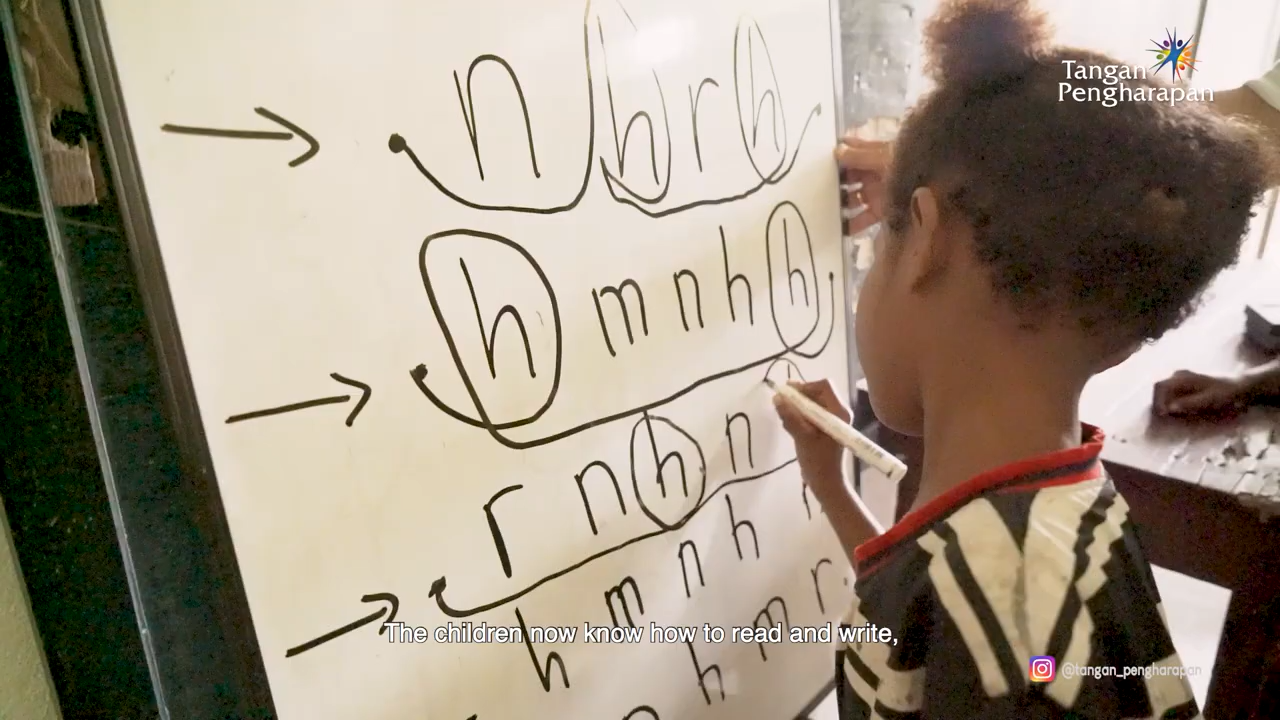 Tangan
Pengharapan
n h r h
h m n h h
r n h n
h m n h
h m r
The children now know how to read and write,
@tangan_pengharapan